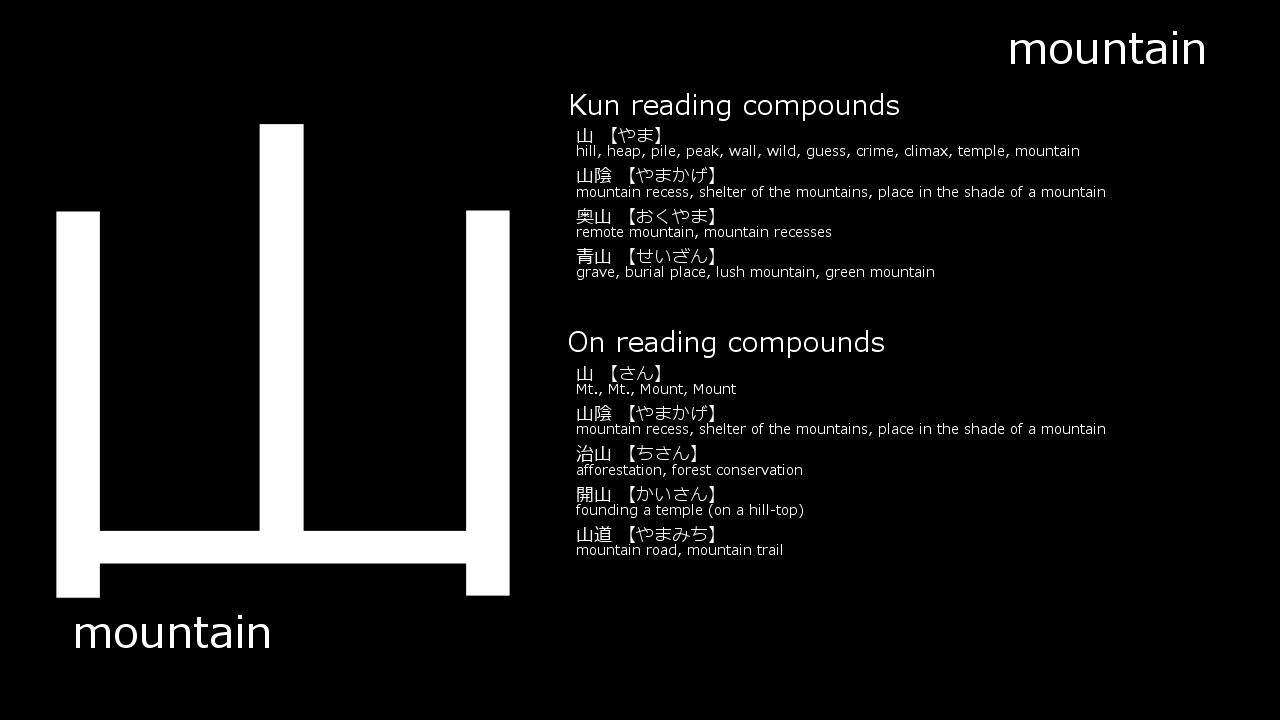 mountain
山
mountain
Kun reading compounds
山 【やま】
hill, heap, pile, peak, wall, wild, guess, crime, climax, temple, mountain
山陰 【やまかげ】
mountain recess, shelter of the mountains, place in the shade of a mountain
奥山 【おくやま】
remote mountain, mountain recesses
青山 【せいざん】
grave, burial place, lush mountain, green mountain
On reading compounds
山 【さん】
Mt., Mt., Mount, Mount
山陰 【やまかげ】
mountain recess, shelter of the mountains, place in the shade of a mountain
治山 【ちさん】
afforestation, forest conservation
開山 【かいさん】
founding a temple (on a hill-top)
山道 【やまみち】
mountain road, mountain trail